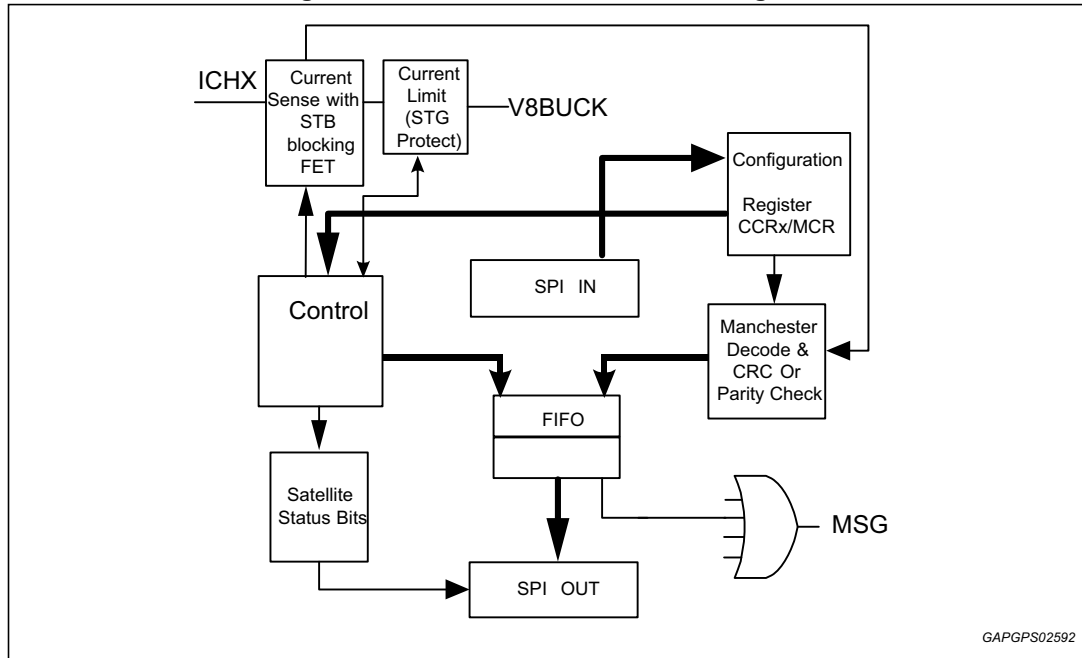 ICHX
Current
Sense with
STB
blocking
FET
Current
Limit
(STG
Protect)
V8BUCK
Configuration
Register
CCRx/MCR
SPI IN
Control
Manchester
Decode &
CRC Or
Parity Check
FIFO
Satellite
Status Bits
MSG
SPI OUT
GAPGPS02592